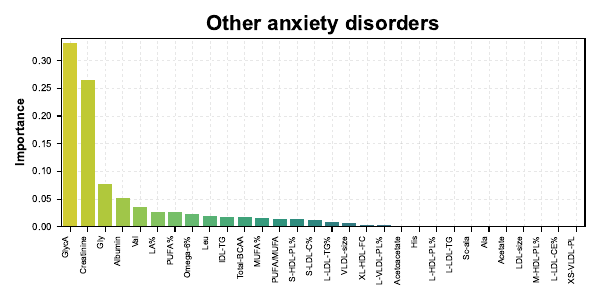 Other anxiety disorders
Importance
0.30
0.25
0.20
0.15
0.10
0.05
0.00
GlycA
Creatinine
Gly
Albumin
Val
LA%
PUFA%
Omega-6%
Leu
IDL-TG
Total-BCAA
MUFA%
PUFA/MUFA
S-HDL-PL%
S-LDL-C%
L-LDL-TG%
VLDL-size
XL-HDL-FC
L-VLDL-PL%
Acetoacetate
His
L-HDL-PL%
L-LDL-TG
Sc-ala
Ala
Acetate
LDL-size
M-HDL-PL%
L-LDL-CE%
XS-VLDL-PL